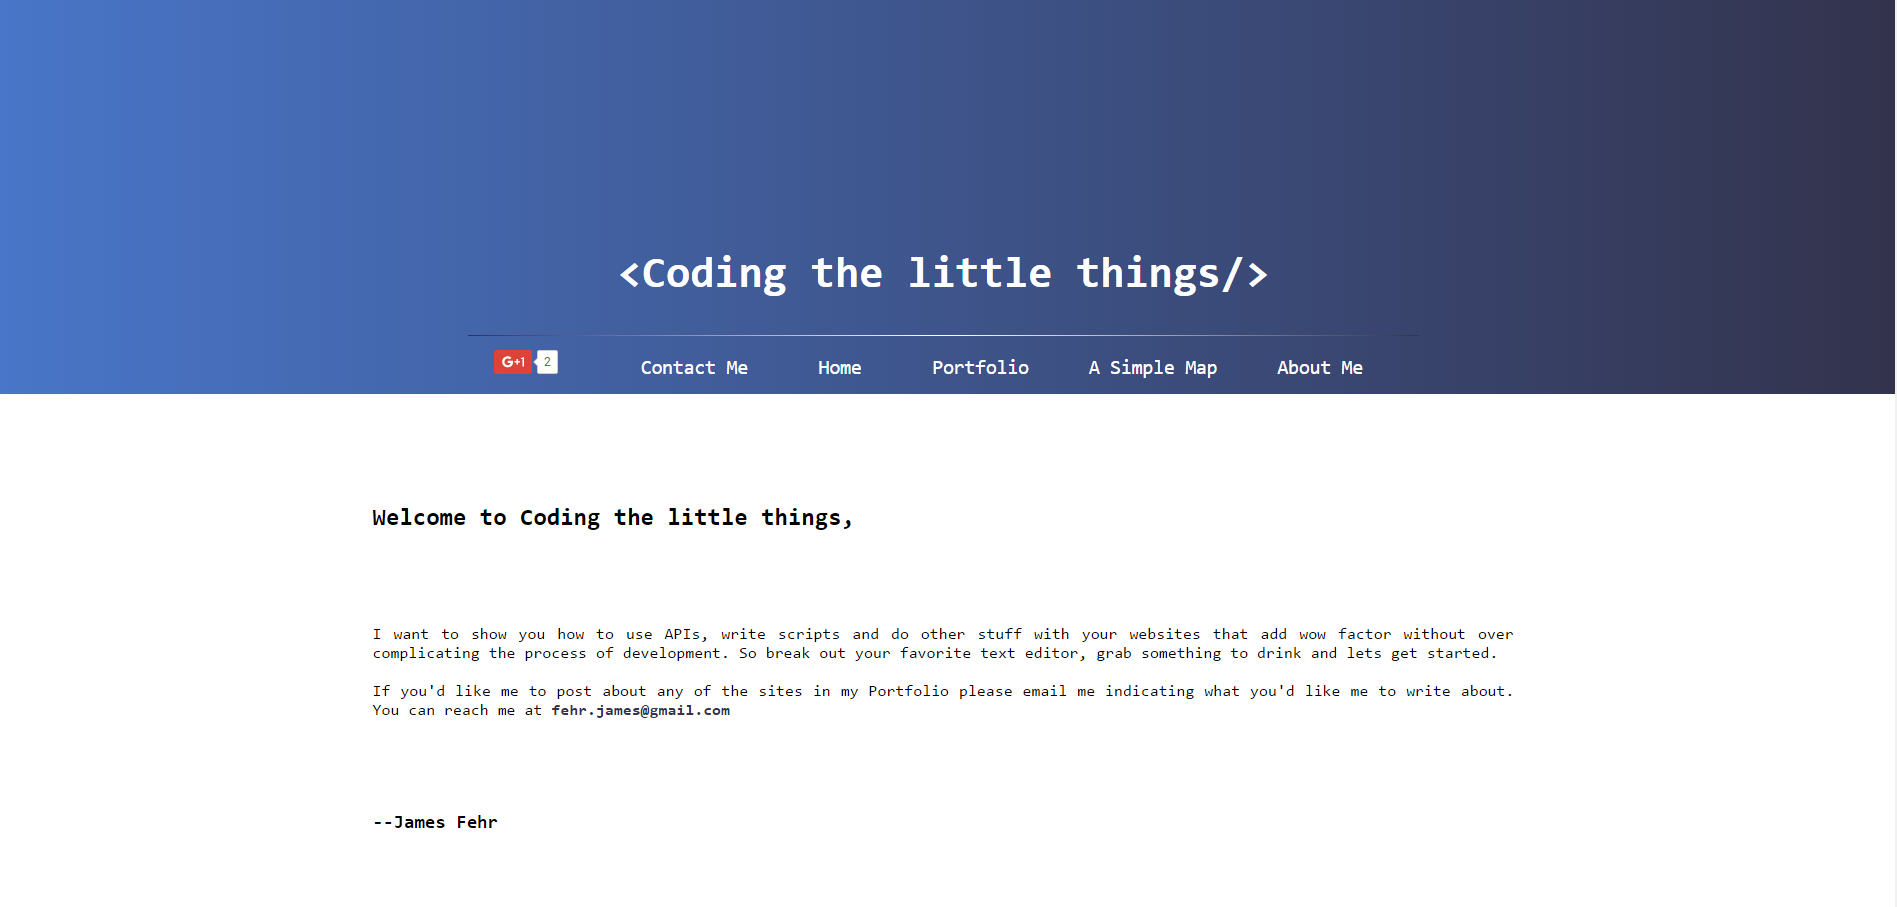 <Coding the little things/>
G+1 2 Contact Me Home Portfolio A Simple Map About Me
Welcome to Coding the little things,
I want to show you how to use APIs, write scripts and do other stuff with your websites that add wow factor without over
complicating the process of development. So break out your favorite text editor, grab something to drink and lets get started.
If you'd like me to post about any of the sites in my Portfolio please email me indicating what you'd like me to write about.
You can reach me at fehr.james@gmail.com
--James Fehr